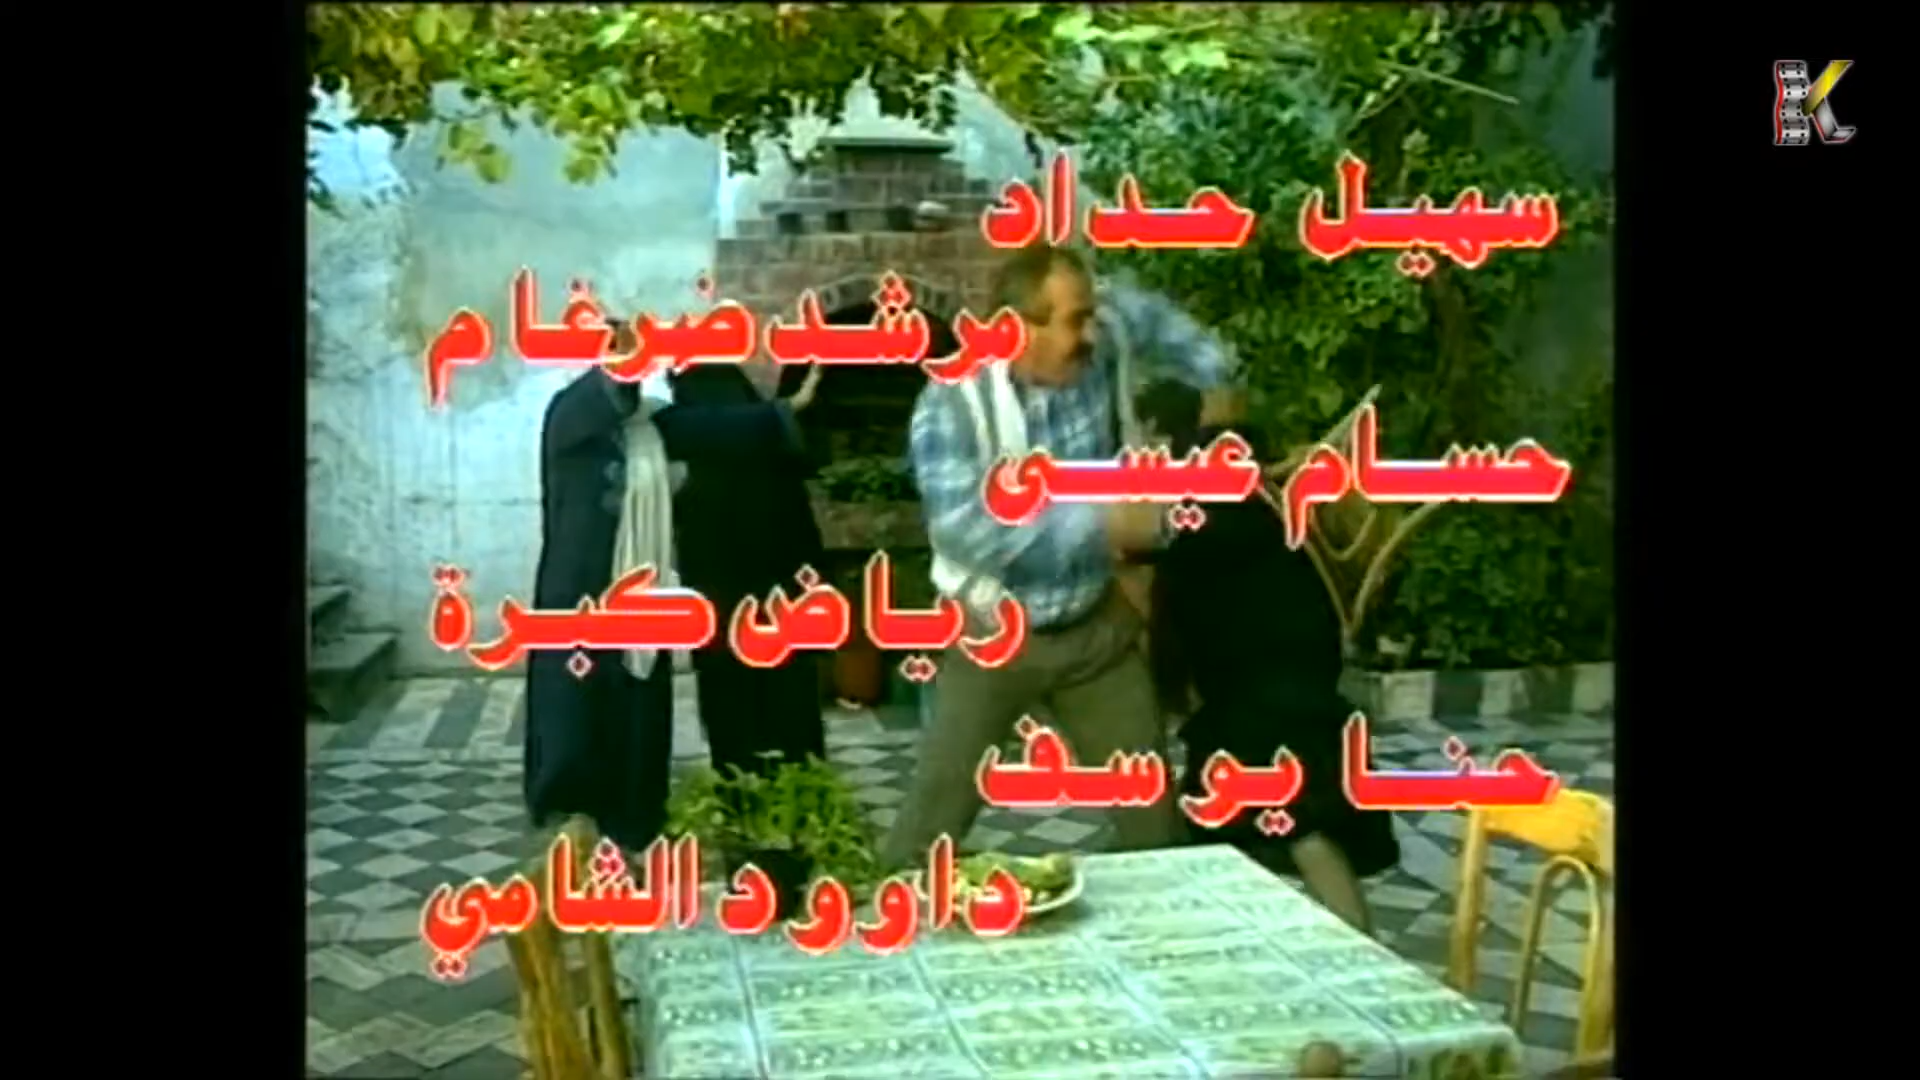 سهيل حداد
مرشد ضرغام
حسام عيسى
رياض كبرة
حنا يوسف
داوود الشامي